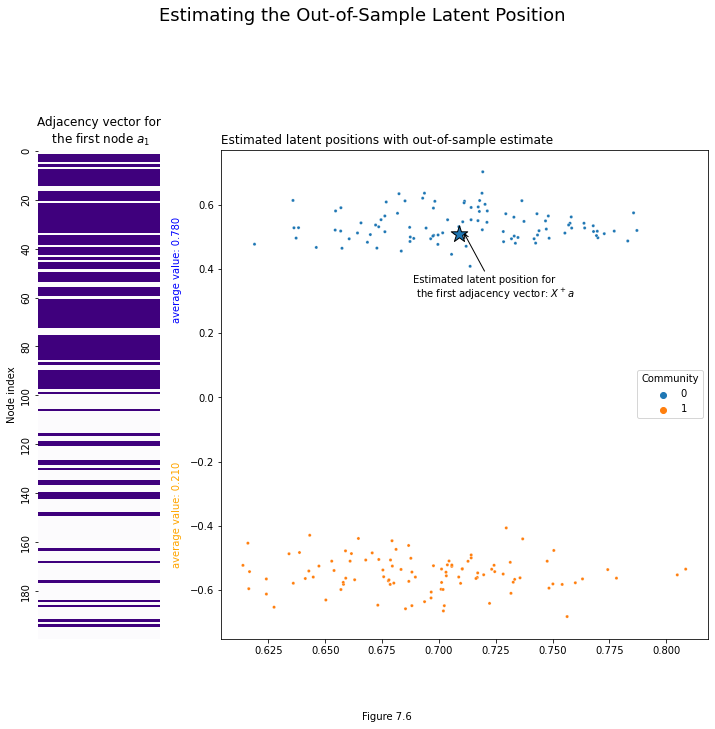 Estimating the Out-of-Sample Latent Position
Adjacency vector for
the first node a₁
Node index
0
20
40
60
80
100
120
140
160
180
average value: 0.780
average value: 0.210
Estimated latent positions with out-of-sample estimate
0.6
0.4
0.2
0.0
−0.2
−0.4
−0.6
Estimated latent position for
the first adjacency vector: X⁺a
Community
0
1
0.625
0.650
0.675
0.700
0.725
0.750
0.775
0.800
Figure 7.6